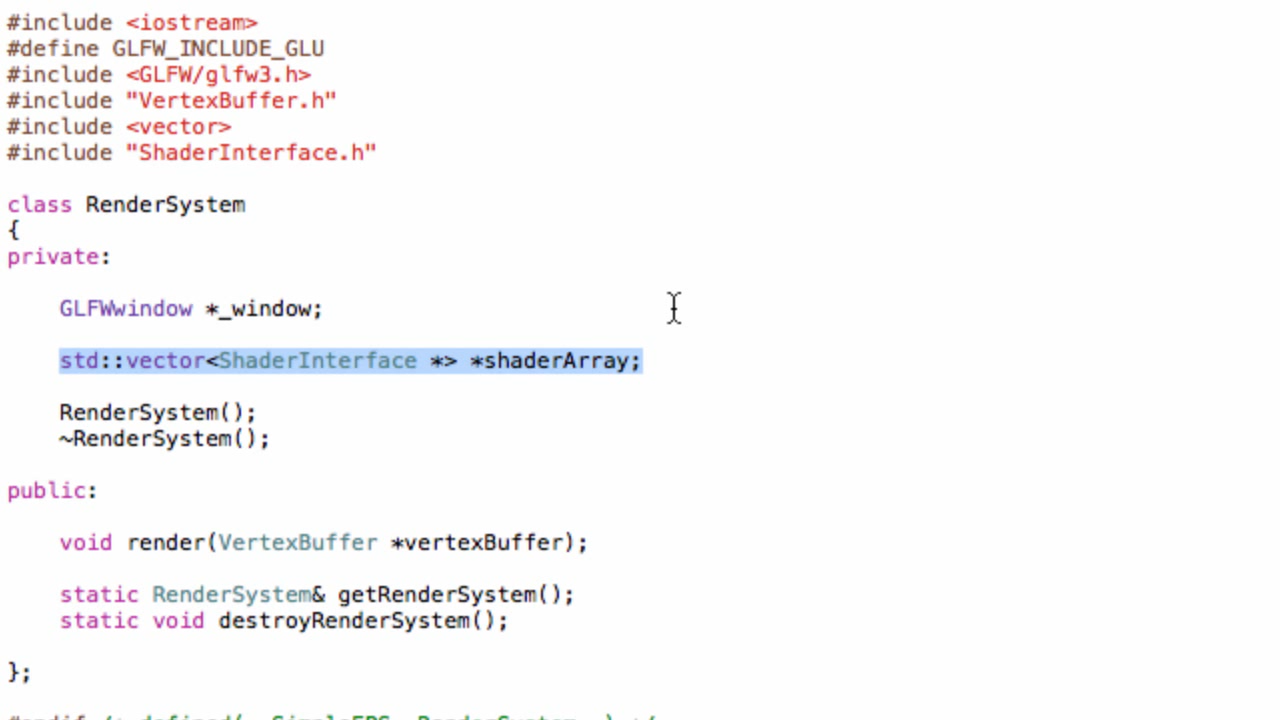 #include <iostream>
#define GLFW_INCLUDE_GLU
#include <GLFW/glfw3.h>
#include "VertexBuffer.h"
#include <vector>
#include "ShaderInterface.h"
class RenderSystem
{
private:
GLFWwindow *_window;
std::vector<ShaderInterface *> *shaderArray;
RenderSystem();
~RenderSystem();
public:
void render(VertexBuffer *vertexBuffer);
static RenderSystem& getRenderSystem();
static void destroyRenderSystem();
};